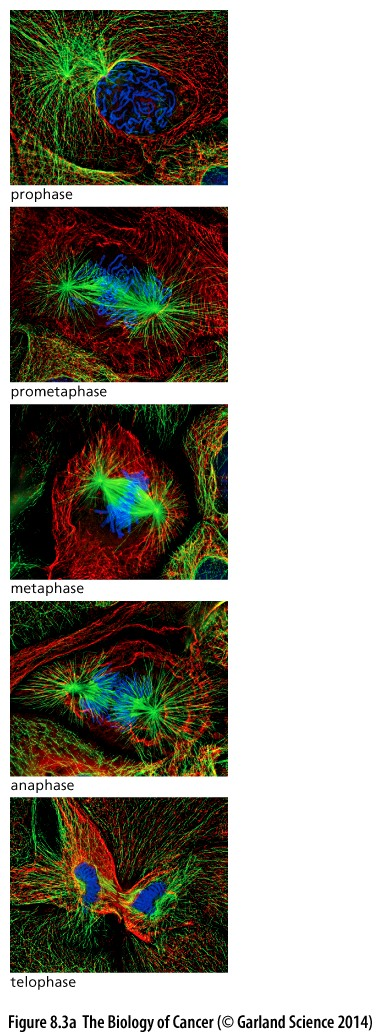 prophase
prometaphase
metaphase
anaphase
telophase
Figure 8.3a The Biology of Cancer (© Garland Science 2014)